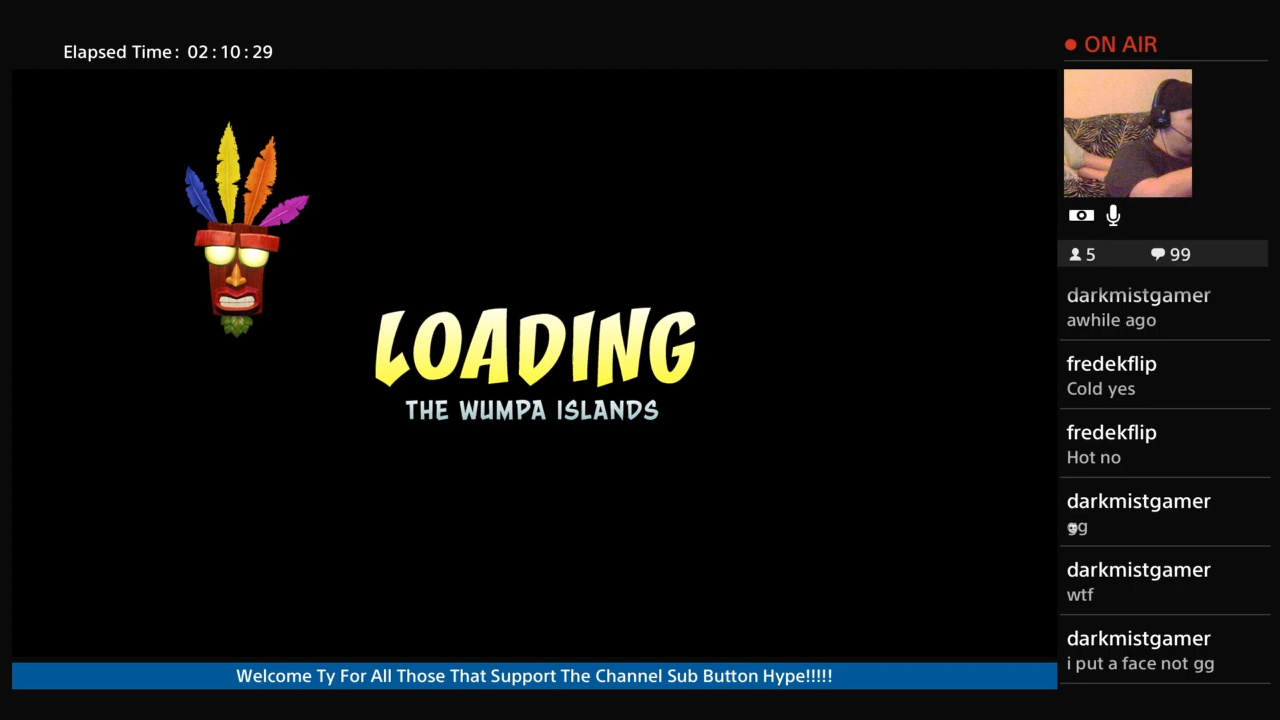 Elapsed Time: 02:10:29
ON AIR
5 99
LOADING
THE WUMPA ISLANDS
darkmistgamer
awhile ago
fredekflip
Cold yes
fredekflip
Hot no
darkmistgamer
gg
darkmistgamer
wtf
darkmistgamer
i put a face not gg
Welcome Ty For All Those That Support The Channel Sub Button Hype!!!!!